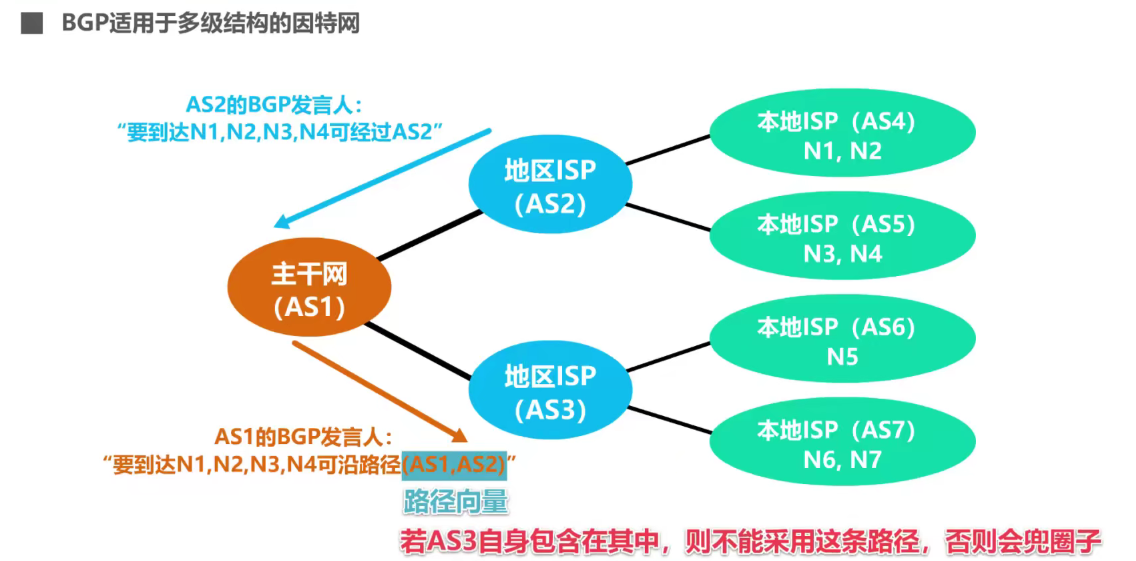 BGP适用于多级结构的因特网
AS2的BGP发言人：
“要到达N1,N2,N3,N4可经过AS2”
地区ISP
（AS2）
本地ISP（AS4）
N1, N2
本地ISP（AS5）
N3, N4
主干网
（AS1）
地区ISP
（AS3）
本地ISP（AS6）
N5
本地ISP（AS7）
N6, N7
AS1的BGP发言人：
“要到达N1,N2,N3,N4可沿路径(AS1,AS2)”
路径向量
若AS3自身包含在其中，则不能采用这条路径，否则会兜圈子